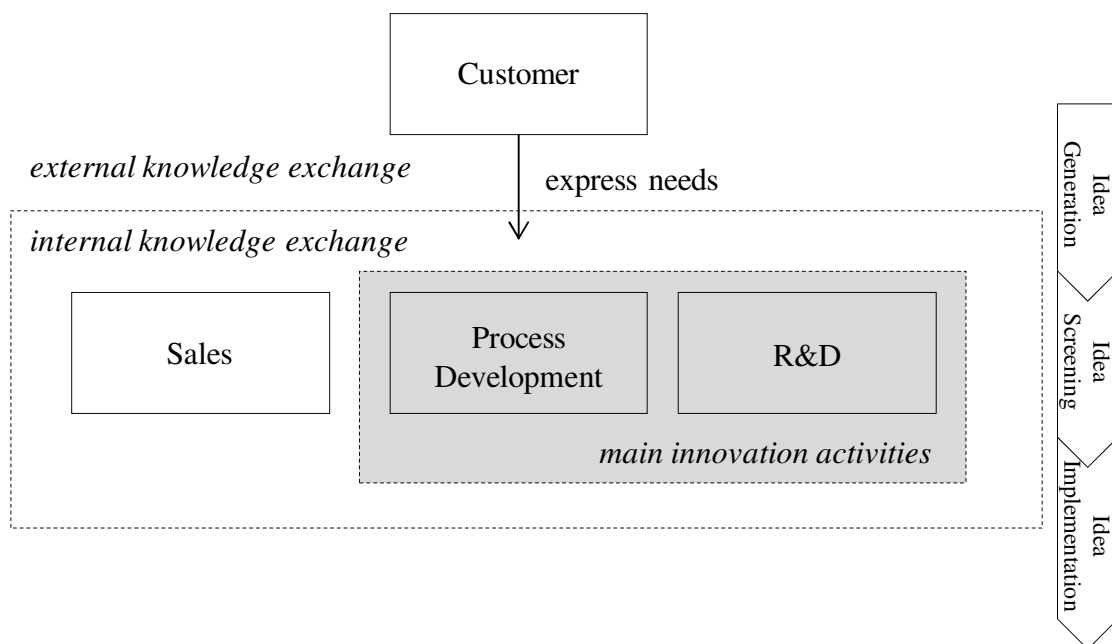 Customer
external knowledge exchange
express needs
internal knowledge exchange
Sales
Process
Development
R&D
main innovation activities
Idea
Generation
Idea
Screening
Idea
Implementation